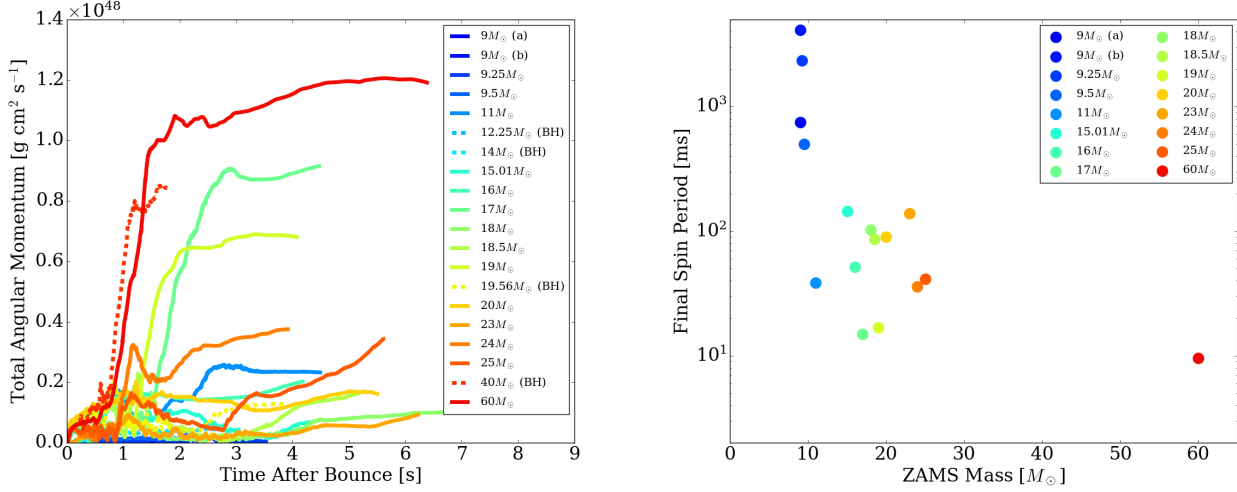 1.4 ×10⁴⁸
1.2
1.0
0.8
0.6
0.4
0.2
0.0
Total Angular Momentum [g cm² s⁻¹]
0 1 2 3 4 5 6 7 8 9
Time After Bounce [s]
9M⊙ (a)
9M⊙ (b)
9.25M⊙
9.5M⊙
11M⊙
12.25M⊙ (BH)
14M⊙ (BH)
15.01M⊙
16M⊙
17M⊙
18M⊙
18.5M⊙
19M⊙
19.56M⊙ (BH)
20M⊙
23M⊙
24M⊙
25M⊙
40M⊙ (BH)
60M⊙
10³
10²
10¹
Final Spin Period [ms]
0 10 20 30 40 50 60
ZAMS Mass [M⊙]
9M⊙ (a)
9M⊙ (b)
9.25M⊙
9.5M⊙
11M⊙
15.01M⊙
16M⊙
17M⊙
18M⊙
18.5M⊙
19M⊙
20M⊙
23M⊙
24M⊙
25M⊙
60M⊙